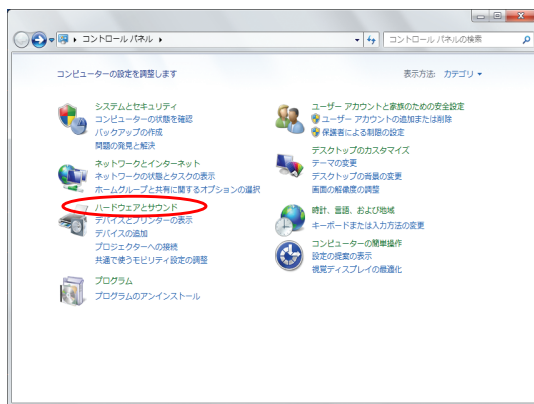 コントロール パネル
コントロール パネルの検索
コンピューターの設定を調整します
表示方法: カテゴリ
システムとセキュリティ
コンピューターの状態を確認
バックアップの作成
問題の発見と解決
ネットワークとインターネット
ネットワークの状態とタスクの表示
ホームグループと共有に関するオプションの選択
ハードウェアとサウンド
デバイスとプリンターの表示
デバイスの追加
プロジェクターへの接続
共通で使うモビリティ設定の調整
プログラム
プログラムのアンインストール
ユーザー アカウントと家族のための安全設定
ユーザー アカウントの追加または削除
保護者による制限の設定
デスクトップのカスタマイズ
テーマの変更
デスクトップの背景の変更
画面の解像度の調整
時計、言語、および地域
キーボードまたは入力方法の変更
コンピューターの簡単操作
設定の提案の表示
視覚ディスプレイの最適化